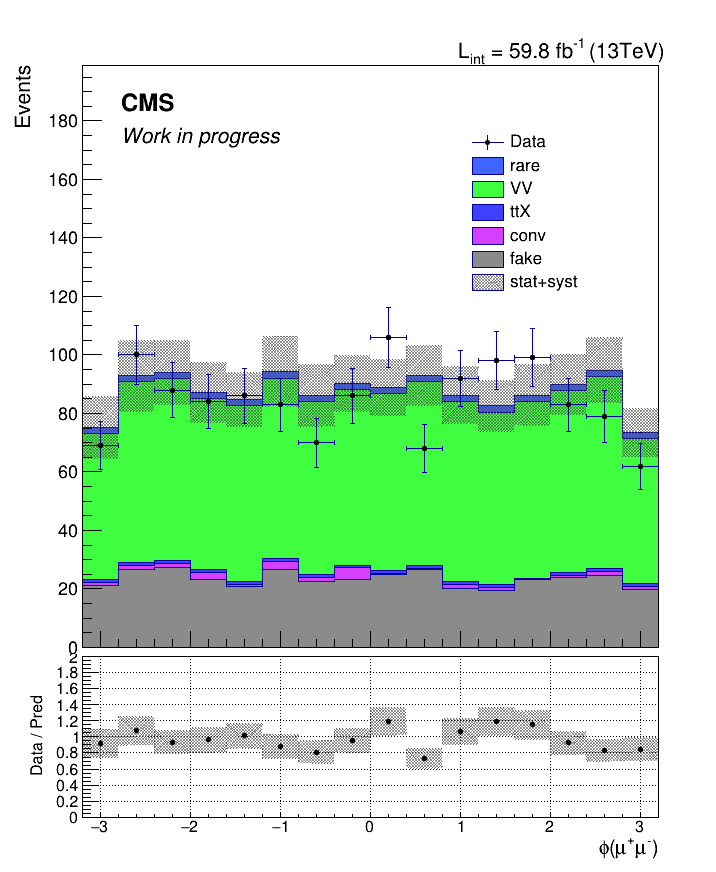 L_int = 59.8 fb^-1 (13TeV)
Events
CMS
Work in progress
Data
rare
VV
ttX
conv
fake
stat+syst
180
160
140
120
100
80
60
40
20
0
Data / Pred
2
1.8
1.6
1.4
1.2
1
0.8
0.6
0.4
0.2
0
−3 −2 −1 0 1 2 3
ϕ(μ⁺μ⁻)